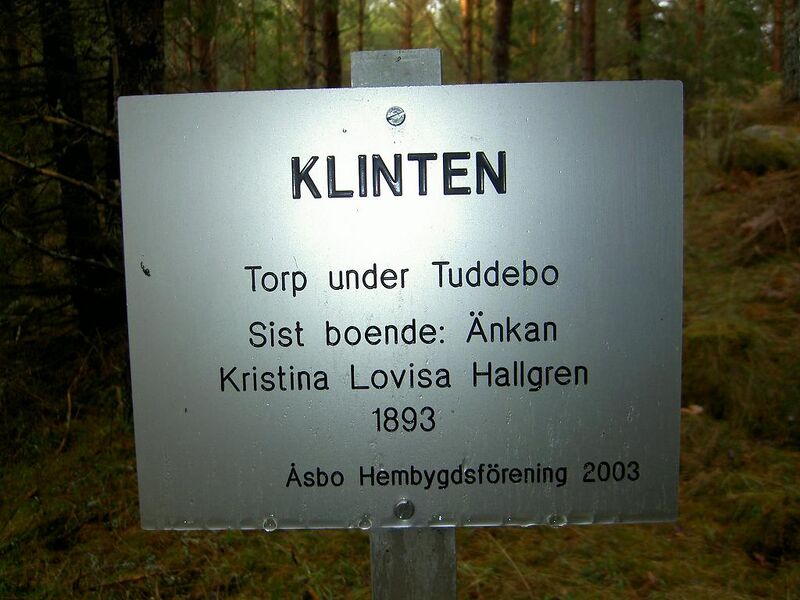 KLINTEN
Torp under Tuddebo
Sist boende: Änkan
Kristina Lovisa Hallgren
1893
Åsbo Hembygdsförening 2003